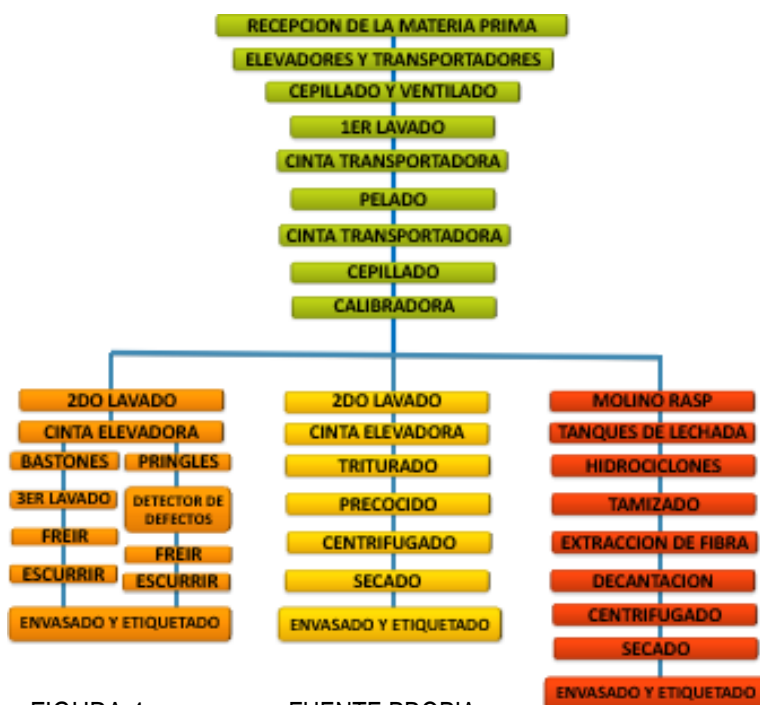 RECEPCION DE LA MATERIA PRIMA
ELEVADORES Y TRANSPORTADORES
CEPILLADO Y VENTILADO
1ER LAVADO
CINTA TRANSPORTADORA
PELADO
CINTA TRANSPORTADORA
CEPILLADO
CALIBRADORA
2DO LAVADO
CINTA ELEVADORA
BASTONES
3ER LAVADO
FREIR
ESCURRIR
PRINGLES
DETECTOR DE
DEFECTOS
FREIR
ESCURRIR
ENVASADO Y ETIQUETADO
2DO LAVADO
CINTA ELEVADORA
TRITURADO
PRECOCIDO
CENTRIFUGADO
SECADO
ENVASADO Y ETIQUETADO
MOLINO RASP
TANQUES DE LECHADA
HIDROCICLONES
TAMIZADO
EXTRACCION DE FIBRA
DECANTACION
CENTRIFUGADO
SECADO
ENVASADO Y ETIQUETADO